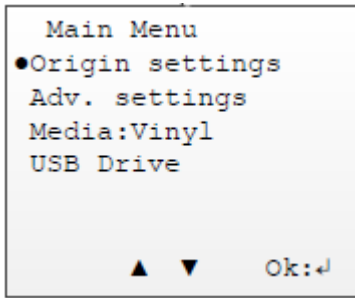 Main Menu
●Origin settings
Adv. settings
Media:Vinyl
USB Drive
▲ ▼ Ok:↲